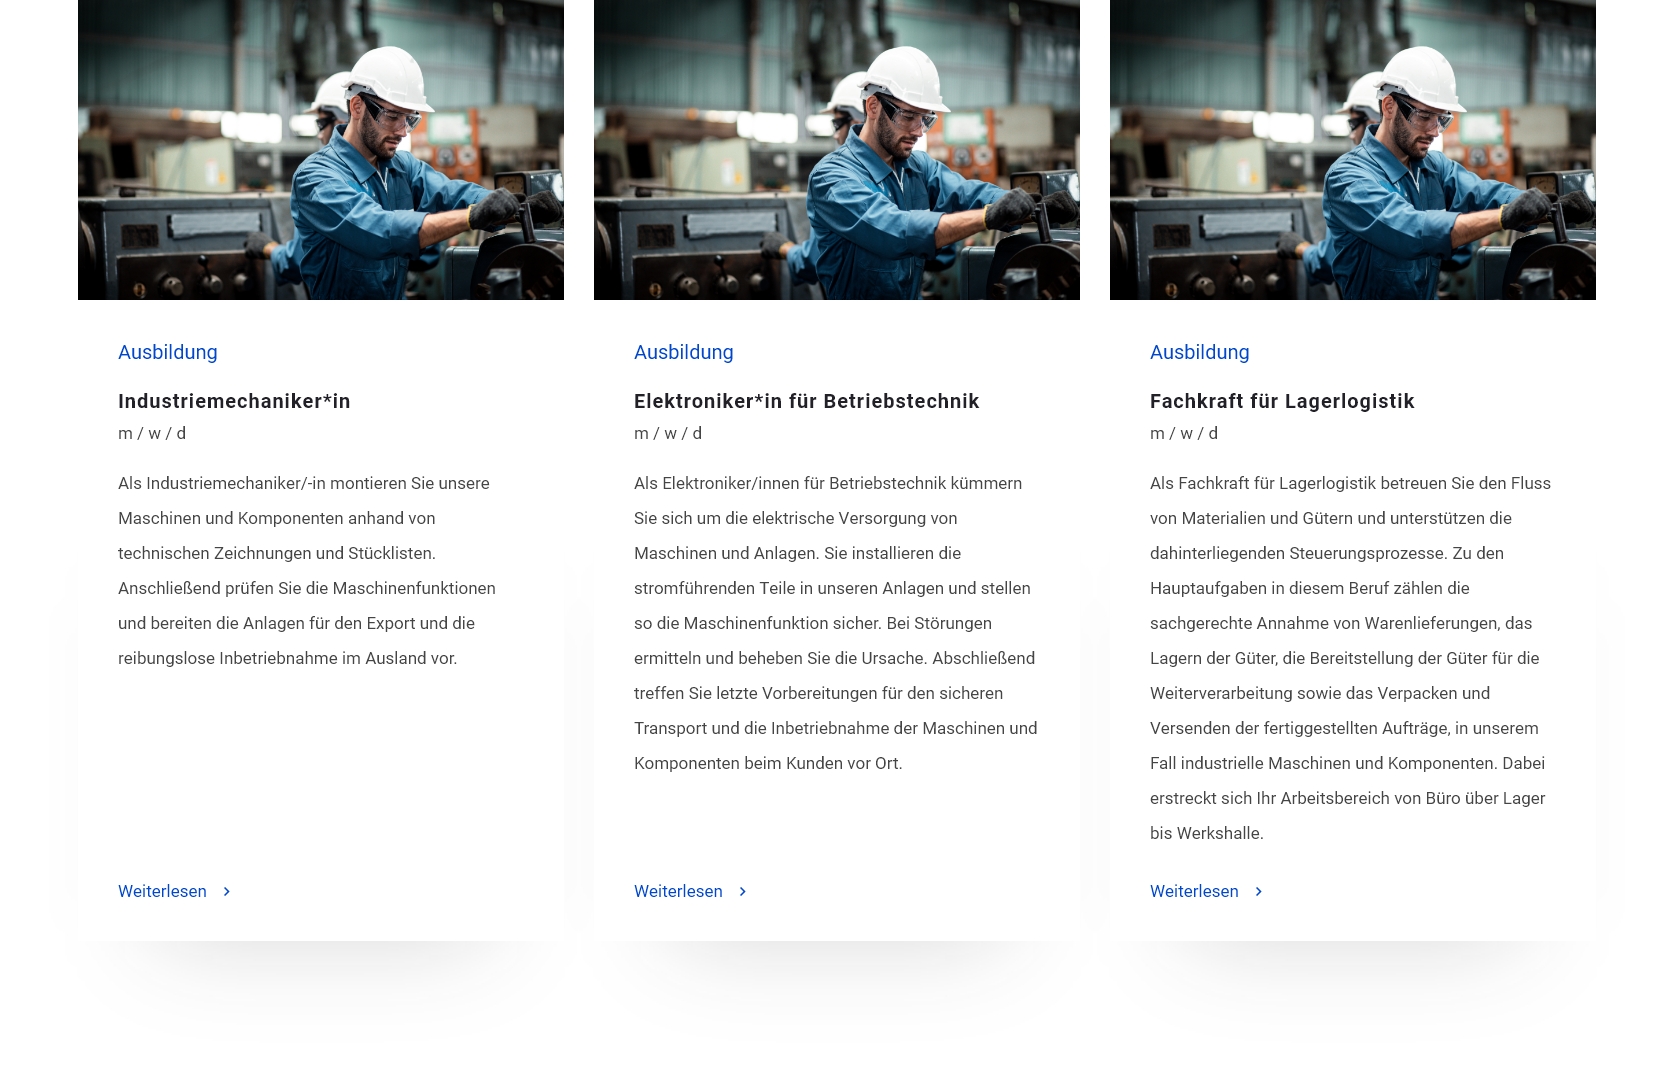 Ausbildung
Industriemechaniker*in
m / w / d
Als Industriemechaniker/-in montieren Sie unsere
Maschinen und Komponenten anhand von
technischen Zeichnungen und Stücklisten.
Anschließend prüfen Sie die Maschinenfunktionen
und bereiten die Anlagen für den Export und die
reibungslose Inbetriebnahme im Ausland vor.
Weiterlesen
Ausbildung
Elektroniker*in für Betriebstechnik
m / w / d
Als Elektroniker/innen für Betriebstechnik kümmern
Sie sich um die elektrische Versorgung von
Maschinen und Anlagen. Sie installieren die
stromführenden Teile in unseren Anlagen und stellen
so die Maschinenfunktion sicher. Bei Störungen
ermitteln und beheben Sie die Ursache. Abschließend
treffen Sie letzte Vorbereitungen für den sicheren
Transport und die Inbetriebnahme der Maschinen und
Komponenten beim Kunden vor Ort.
Weiterlesen
Ausbildung
Fachkraft für Lagerlogistik
m / w / d
Als Fachkraft für Lagerlogistik betreuen Sie den Fluss
von Materialien und Gütern und unterstützen die
dahinterliegenden Steuerungsprozesse. Zu den
Hauptaufgaben in diesem Beruf zählen die
sachgerechte Annahme von Warenlieferungen, das
Lagern der Güter, die Bereitstellung der Güter für die
Weiterverarbeitung sowie das Verpacken und
Versenden der fertiggestellten Aufträge, in unserem
Fall industrielle Maschinen und Komponenten. Dabei
erstreckt sich Ihr Arbeitsbereich von Büro über Lager
bis Werkshalle.
Weiterlesen